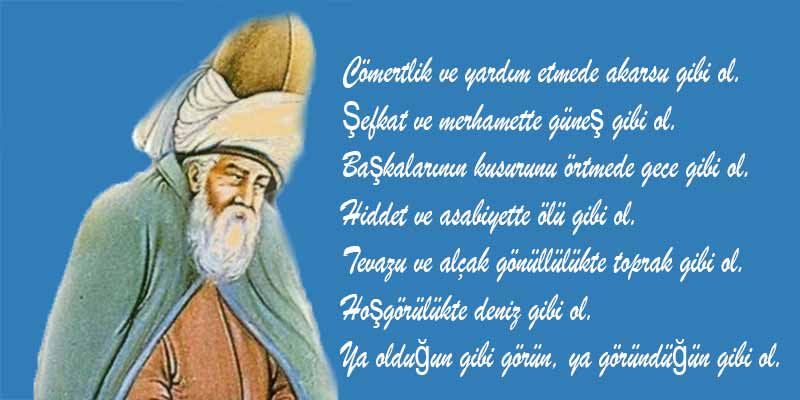 Cömertlik ve yardım etmede akarsu gibi ol.
Şefkat ve merhamette güneş gibi ol.
Başkalarının kusurunu örtmede gece gibi ol.
Hiddet ve asabiyette ölü gibi ol.
Tevazu ve alçak gönüllülükte toprak gibi ol.
Hoşgörülükte deniz gibi ol.
Ya olduğun gibi görün, ya göründüğün gibi ol.